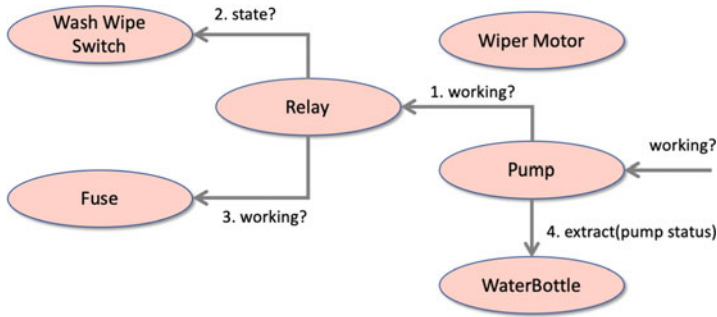 Wash Wipe
Switch
2. state?
Wiper Motor
Relay
1. working?
working?
Pump
Fuse
3. working?
4. extract(pump status)
WaterBottle